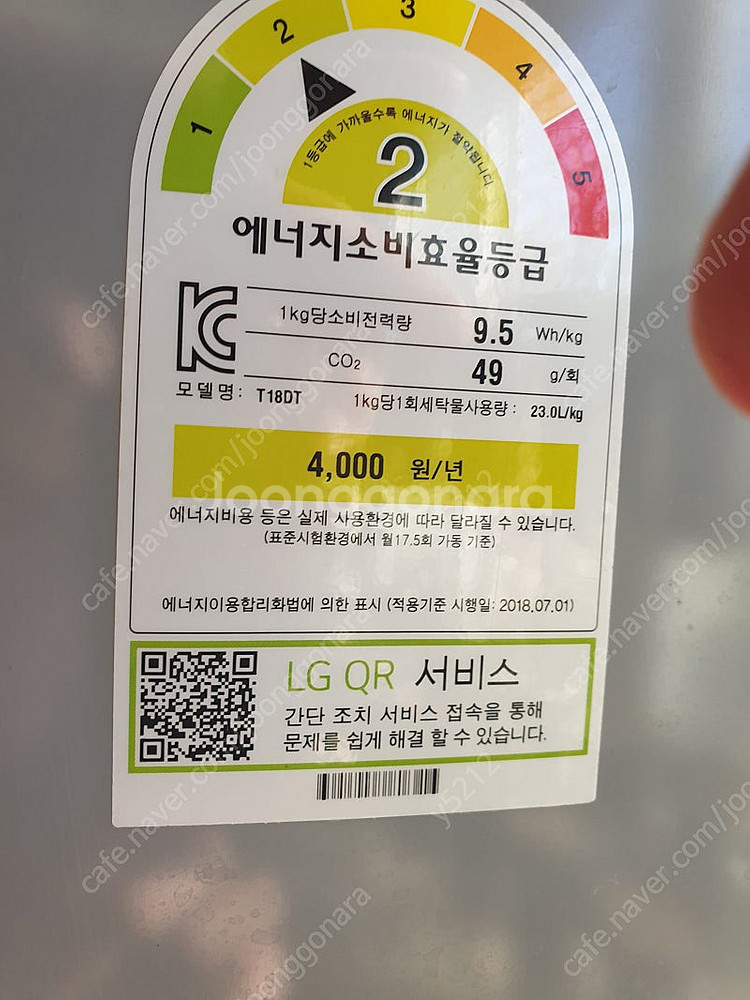 1 2 3 4 5
1등급에 가까울수록 에너지가 절약됩니다
2
에너지소비효율등급
1kg당소비전력량 9.5 Wh/kg
CO₂ 49 g/회
모델명: T18DT 1kg당1회세탁물사용량: 23.0L/kg
4,000 원/년
joonggonara
에너지비용 등은 실제 사용환경에 따라 달라질 수 있습니다.
(표준시험환경에서 월17.5회 가동 기준)
에너지이용합리화법에 의한 표시 (적용기준 시행일: 2018.07.01)
LG QR 서비스
간단 조치 서비스 접속을 통해
문제를 쉽게 해결 할 수 있습니다.
cafe.naver.com/joonggonara